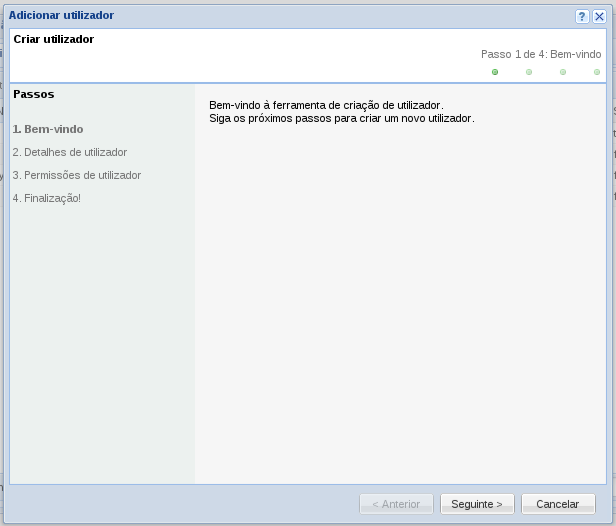 Adicionar utilizador
?
Criar utilizador
Passo 1 de 4: Bem-vindo
Passos
1. Bem-vindo
2. Detalhes de utilizador
3. Permissões de utilizador
4. Finalização!
Bem-vindo à ferramenta de criação de utilizador.
Siga os próximos passos para criar um novo utilizador.
< Anterior
Seguinte >
Cancelar